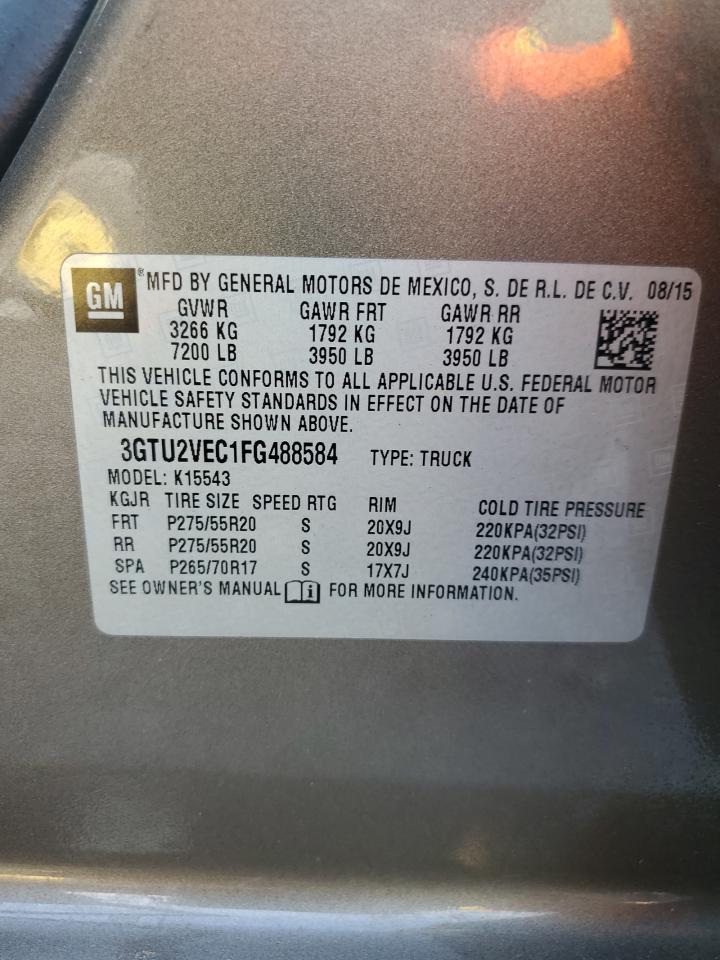 GM ® MFD BY GENERAL MOTORS DE MEXICO, S. DE R.L. DE C.V. 08/15
GVWR GAWR FRT GAWR RR
3266 KG 1792 KG 1792 KG
7200 LB 3950 LB 3950 LB
THIS VEHICLE CONFORMS TO ALL APPLICABLE U.S. FEDERAL MOTOR
VEHICLE SAFETY STANDARDS IN EFFECT ON THE DATE OF
MANUFACTURE SHOWN ABOVE.
3GTU2VEC1FG488584 TYPE: TRUCK
MODEL: K15543
KGJR TIRE SIZE SPEED RTG RIM COLD TIRE PRESSURE
FRT P275/55R20 S 20X9J 220KPA(32PSI)
RR P275/55R20 S 20X9J 220KPA(32PSI)
SPA P265/70R17 S 17X7J 240KPA(35PSI)
SEE OWNER'S MANUAL i FOR MORE INFORMATION.